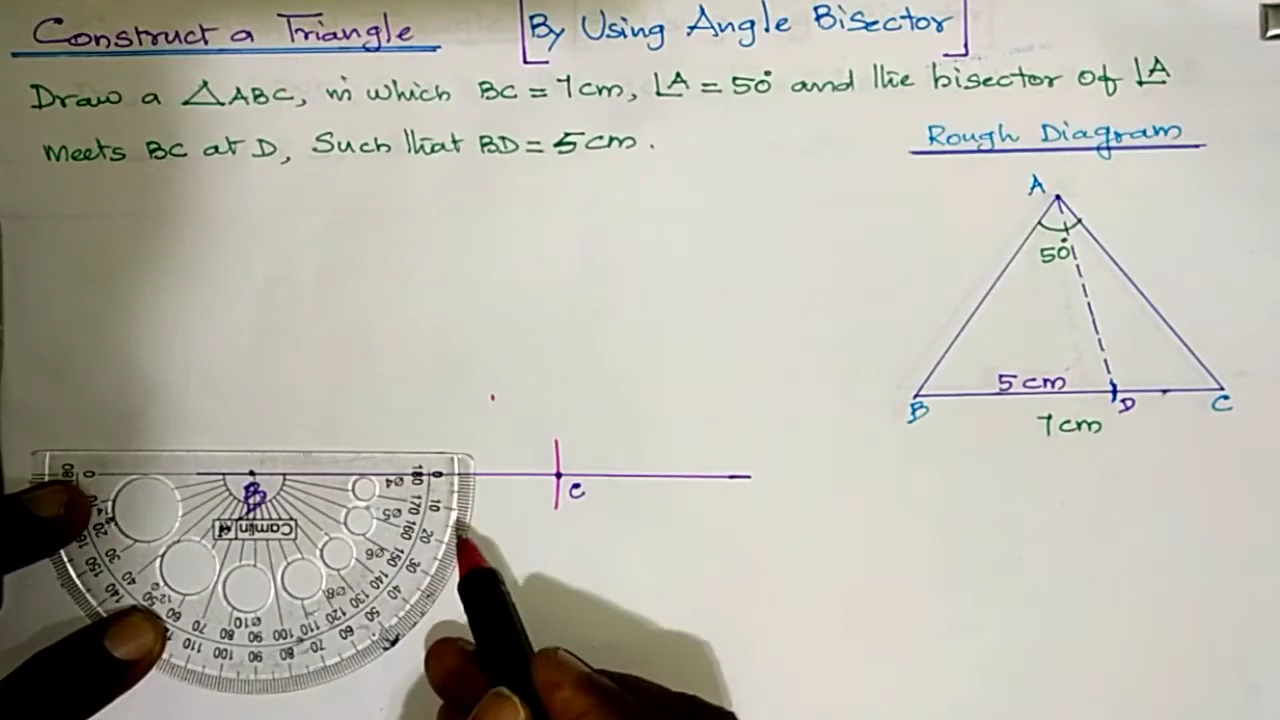 Construct a Triangle [By Using Angle Bisector]
Draw a △ABC, in which BC = 7cm, ∠A = 50° and the bisector of ∠A
Meets BC at D, Such that BD = 5cm.
Rough Diagram
A
50°
5cm
B D C
7cm
B
C
Camlin